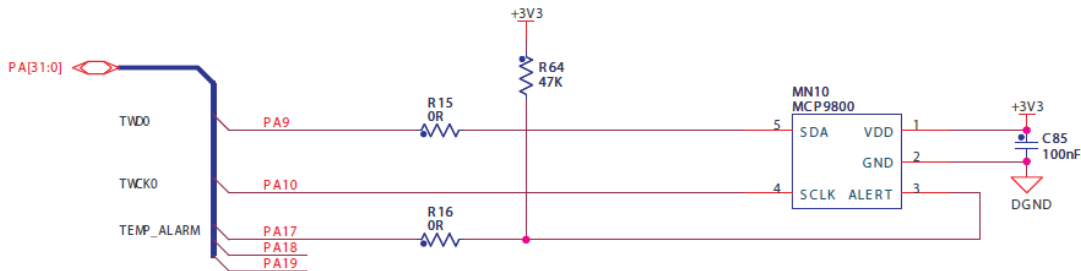 +3V3
PA[31:0]
R64
47K
MN10
MCP9800
R15
0R
+3V3
TWD0
PA9
5
SDA
VDD
1
C85
100nF
GND
2
TWCK0
PA10
4
SCLK
ALERT
3
DGND
R16
0R
TEMP_ALARM
PA17
PA18
PA19